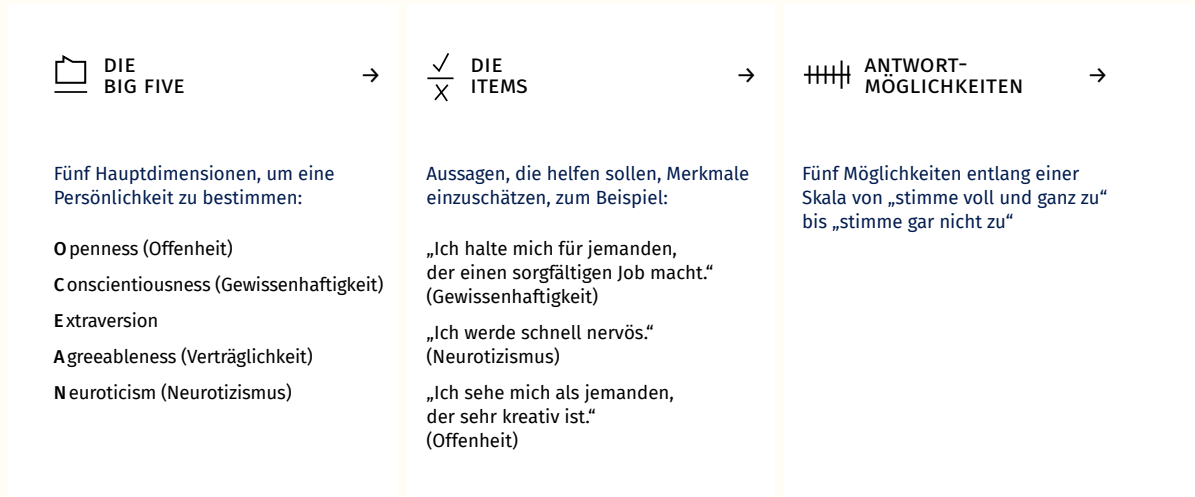 DIE
BIG FIVE
Fünf Hauptdimensionen, um eine
Persönlichkeit zu bestimmen:
Openness (Offenheit)
Conscientiousness (Gewissenhaftigkeit)
Extraversion
Agreeableness (Verträglichkeit)
Neuroticism (Neurotizismus)
DIE
ITEMS
Aussagen, die helfen sollen, Merkmale
einzuschätzen, zum Beispiel:
„Ich halte mich für jemanden,
der einen sorgfältigen Job macht.“
(Gewissenhaftigkeit)
„Ich werde schnell nervös.“
(Neurotizismus)
„Ich sehe mich als jemanden,
der sehr kreativ ist.“
(Offenheit)
ANTWORT-
MÖGLICHKEITEN
Fünf Möglichkeiten entlang einer
Skala von „stimme voll und ganz zu“
bis „stimme gar nicht zu“